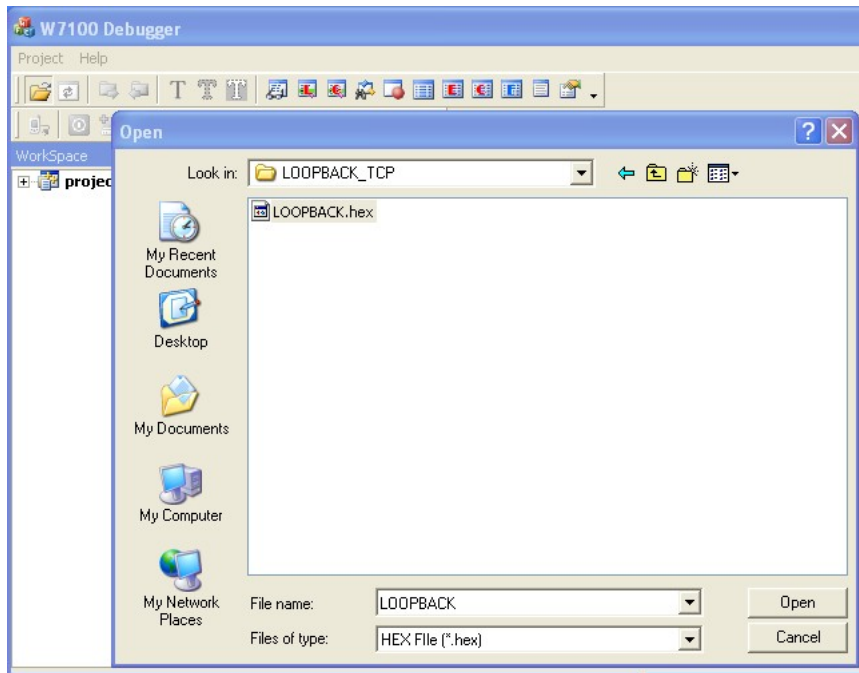 W7100 Debugger
Project Help
T T T
Open
WorkSpace
Look in: LOOPBACK_TCP
projec
LOOPBACK.hex
My Recent
Documents
Desktop
My Documents
My Computer
My Network
Places
File name: LOOPBACK Open
Files of type: HEX FIle (*.hex) Cancel